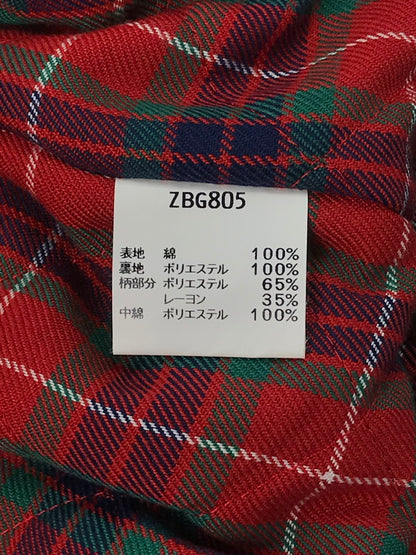 ZBG805
表地 綿 100%
裏地 ポリエステル 100%
柄部分 ポリエステル 65%
レーヨン 35%
中綿 ポリエステル 100%